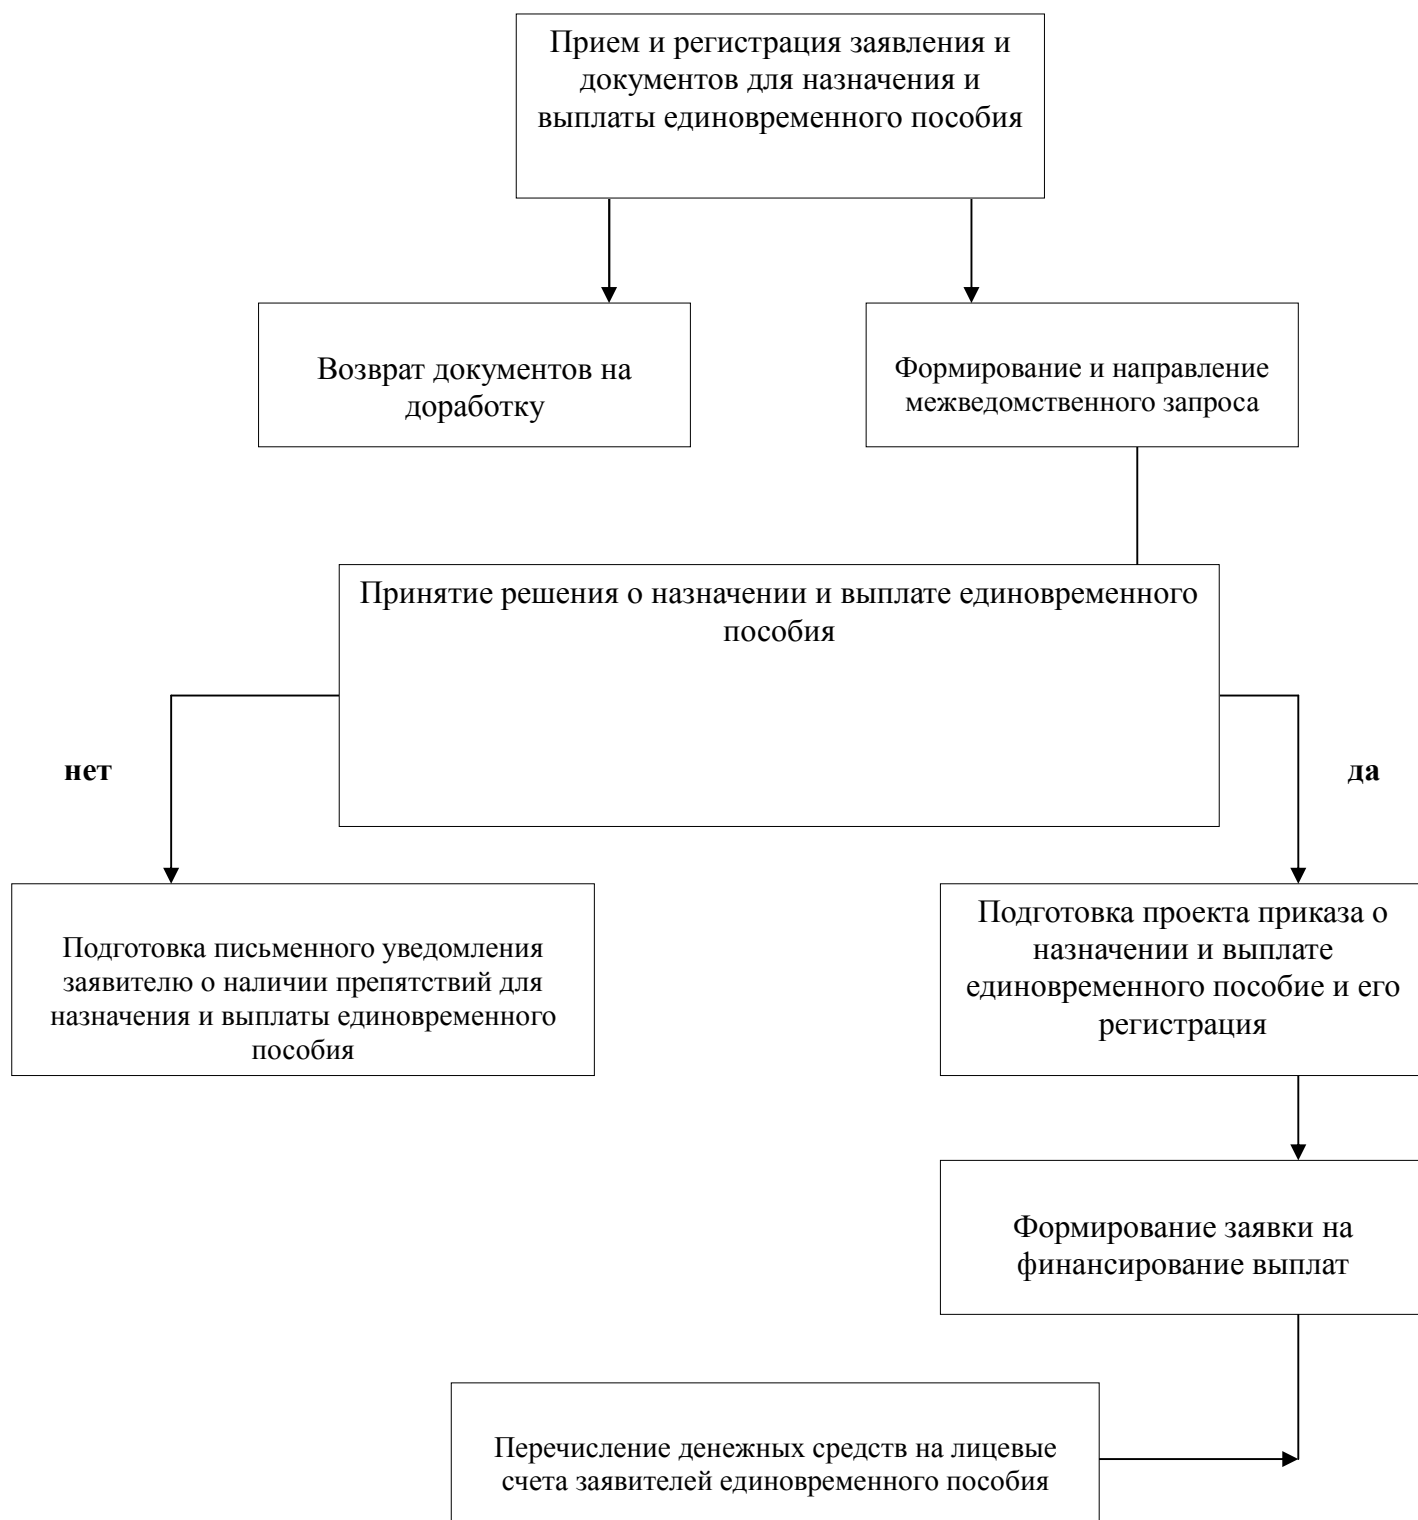 Прием и регистрация заявления и
документов для назначения и
выплаты единовременного пособия
Возврат документов на
доработку
Формирование и направление
межведомственного запроса
Принятие решения о назначении и выплате единовременного
пособия
нет
да
Подготовка письменного уведомления
заявителю о наличии препятствий для
назначения и выплаты единовременного
пособия
Подготовка проекта приказа о
назначении и выплате
единовременного пособие и его
регистрация
Формирование заявки на
финансирование выплат
Перечисление денежных средств на лицевые
счета заявителей единовременного пособия